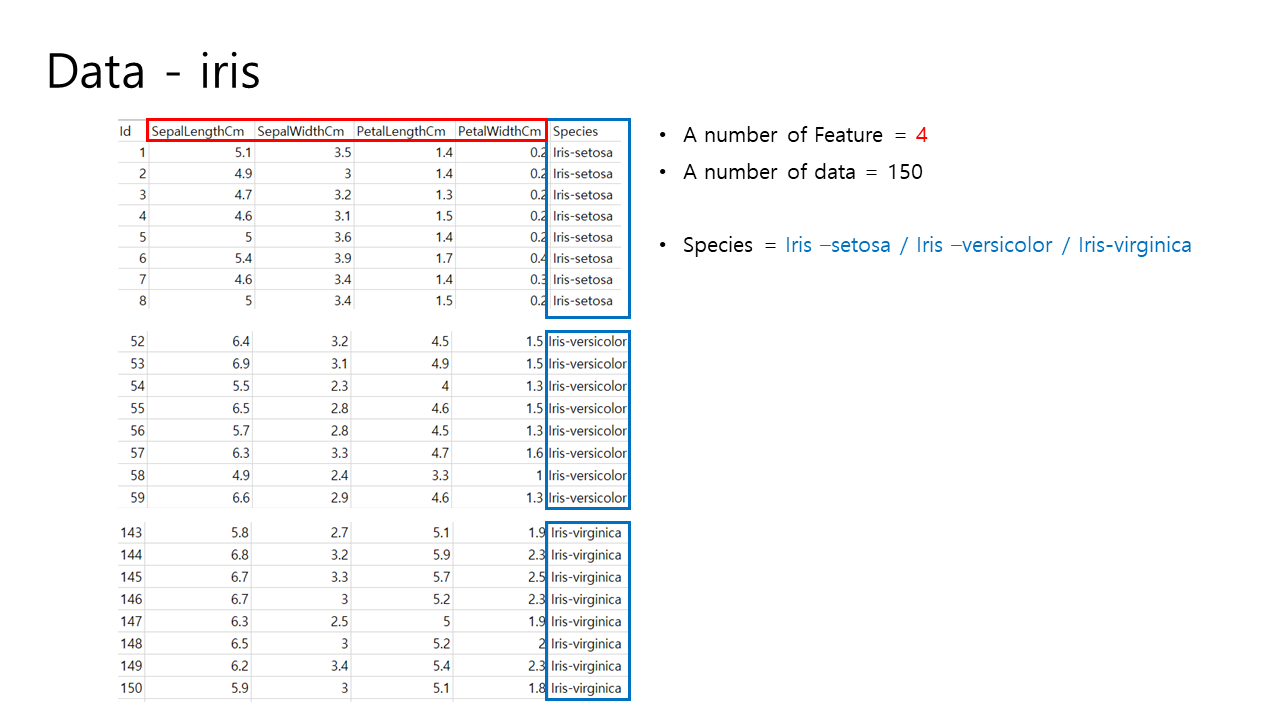 Data - iris
Id SepalLengthCm SepalWidthCm PetalLengthCm PetalWidthCm Species
1 5.1 3.5 1.4 0.2 Iris-setosa
2 4.9 3 1.4 0.2 Iris-setosa
3 4.7 3.2 1.3 0.2 Iris-setosa
4 4.6 3.1 1.5 0.2 Iris-setosa
5 5 3.6 1.4 0.2 Iris-setosa
6 5.4 3.9 1.7 0.4 Iris-setosa
7 4.6 3.4 1.4 0.3 Iris-setosa
8 5 3.4 1.5 0.2 Iris-setosa
52 6.4 3.2 4.5 1.5 Iris-versicolor
53 6.9 3.1 4.9 1.5 Iris-versicolor
54 5.5 2.3 4 1.3 Iris-versicolor
55 6.5 2.8 4.6 1.5 Iris-versicolor
56 5.7 2.8 4.5 1.3 Iris-versicolor
57 6.3 3.3 4.7 1.6 Iris-versicolor
58 4.9 2.4 3.3 1 Iris-versicolor
59 6.6 2.9 4.6 1.3 Iris-versicolor
143 5.8 2.7 5.1 1.9 Iris-virginica
144 6.8 3.2 5.9 2.3 Iris-virginica
145 6.7 3.3 5.7 2.5 Iris-virginica
146 6.7 3 5.2 2.3 Iris-virginica
147 6.3 2.5 5 1.9 Iris-virginica
148 6.5 3 5.2 2 Iris-virginica
149 6.2 3.4 5.4 2.3 Iris-virginica
150 5.9 3 5.1 1.8 Iris-virginica
• A number of Feature = 4
• A number of data = 150
• Species = Iris –setosa / Iris –versicolor / Iris-virginica